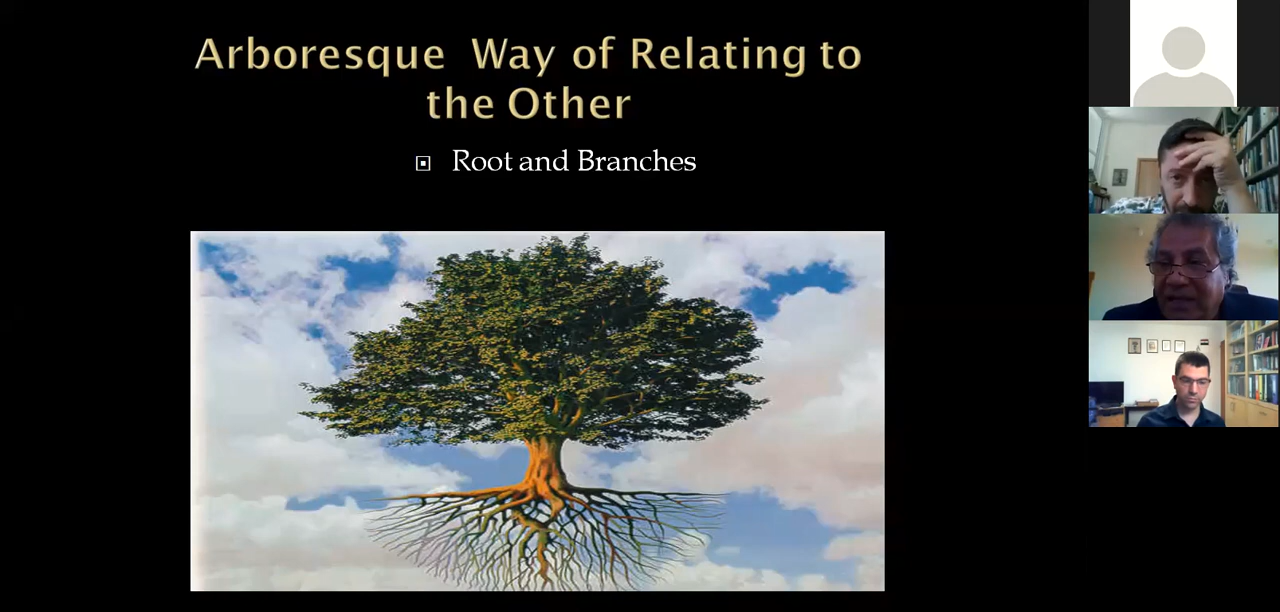 Arboresque Way of Relating to
the Other
Root and Branches